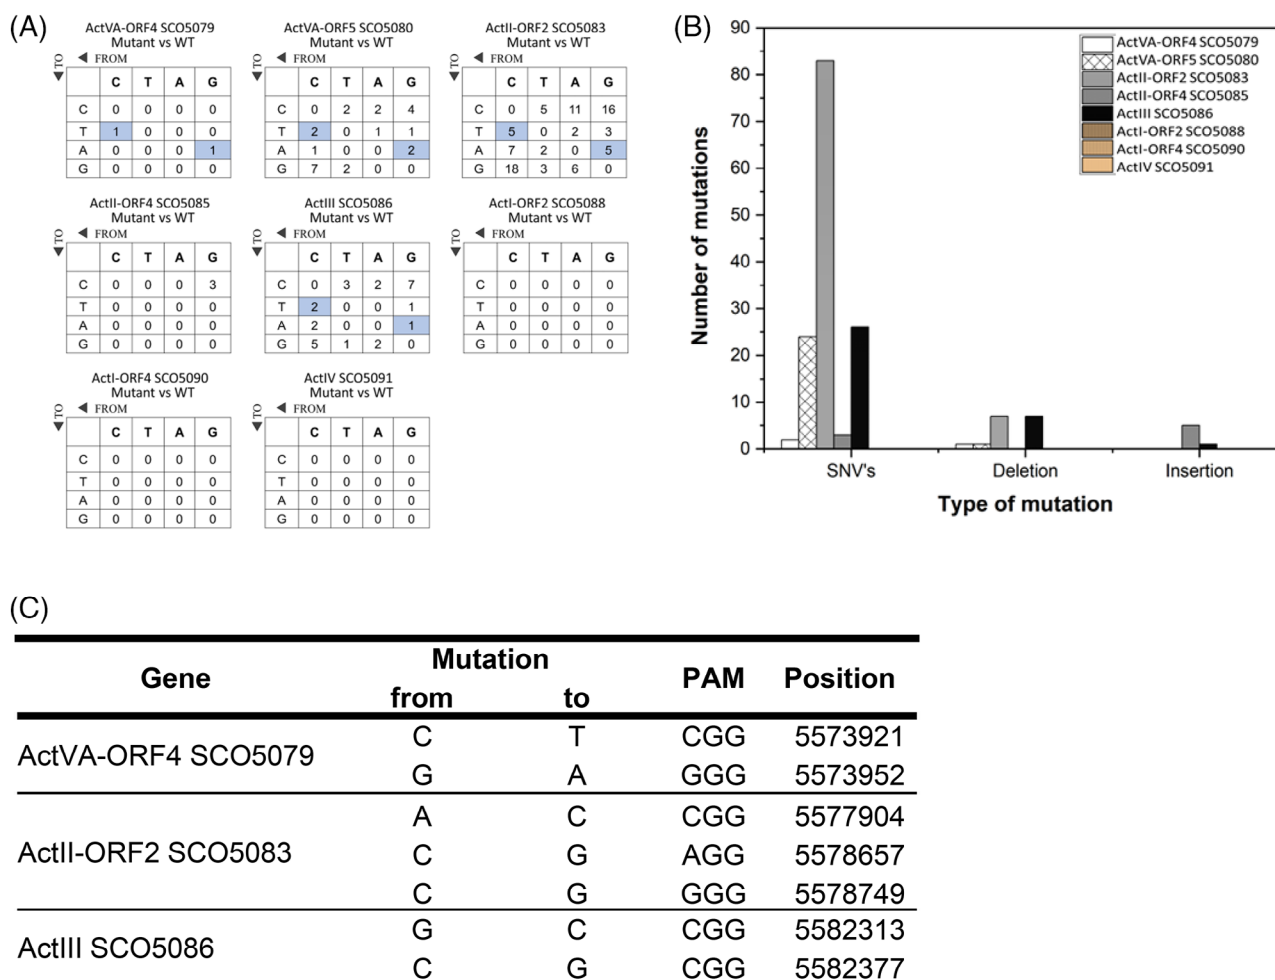 (A)
ActVA-ORF4 SCO5079
Mutant vs WT
TO
FROM
C T A G
C 0 0 0 0
T 1 0 0 0
A 0 0 0 1
G 0 0 0 0
ActVA-ORF5 SCO5080
Mutant vs WT
TO
FROM
C T A G
C 0 2 2 4
T 2 0 1 1
A 1 0 0 2
G 7 2 0 0
ActII-ORF2 SCO5083
Mutant vs WT
TO
FROM
C T A G
C 0 5 11 16
T 5 0 2 3
A 7 2 0 5
G 18 3 6 0
ActII-ORF4 SCO5085
Mutant vs WT
TO
FROM
C T A G
C 0 0 0 3
T 0 0 0 0
A 0 0 0 0
G 0 0 0 0
ActIII SCO5086
Mutant vs WT
TO
FROM
C T A G
C 0 3 2 7
T 2 0 0 1
A 2 0 0 1
G 5 1 2 0
ActI-ORF2 SCO5088
Mutant vs WT
TO
FROM
C T A G
C 0 0 0 0
T 0 0 0 0
A 0 0 0 0
G 0 0 0 0
ActI-ORF4 SCO5090
Mutant vs WT
TO
FROM
C T A G
C 0 0 0 0
T 0 0 0 0
A 0 0 0 0
G 0 0 0 0
ActIV SCO5091
Mutant vs WT
TO
FROM
C T A G
C 0 0 0 0
T 0 0 0 0
A 0 0 0 0
G 0 0 0 0
(B)
Number of mutations
90
80
70
60
50
40
30
20
10
0
ActVA-ORF4 SCO5079
ActVA-ORF5 SCO5080
ActII-ORF2 SCO5083
ActII-ORF4 SCO5085
ActIII SCO5086
ActI-ORF2 SCO5088
ActI-ORF4 SCO5090
ActIV SCO5091
SNV's Deletion Insertion
Type of mutation
(C)
Gene Mutation PAM Position
from to
ActVA-ORF4 SCO5079
C T CGG 5573921
G A GGG 5573952
ActII-ORF2 SCO5083
A C CGG 5577904
C G AGG 5578657
C G GGG 5578749
ActIII SCO5086
G C CGG 5582313
C G CGG 5582377